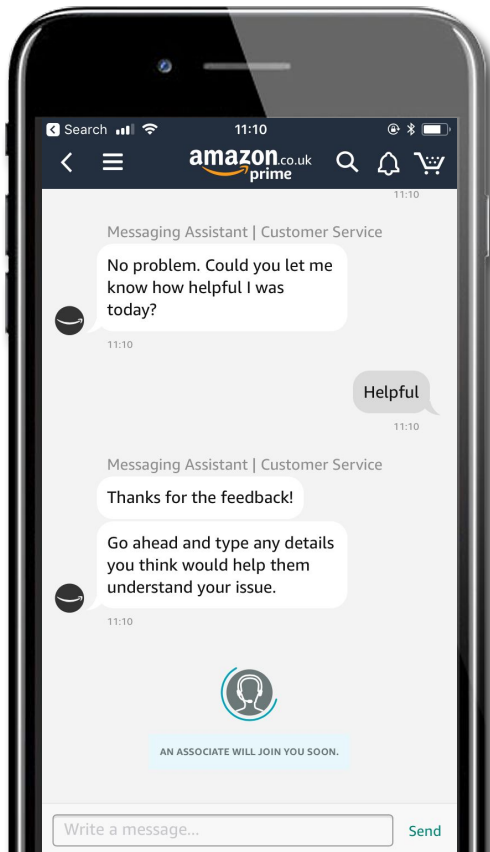 Search 11:10
amazon.co.uk
prime
11:10
Messaging Assistant | Customer Service
No problem. Could you let me
know how helpful I was
today?
11:10
Helpful
11:10
Messaging Assistant | Customer Service
Thanks for the feedback!
Go ahead and type any details
you think would help them
understand your issue.
11:10
AN ASSOCIATE WILL JOIN YOU SOON.
Write a message... Send